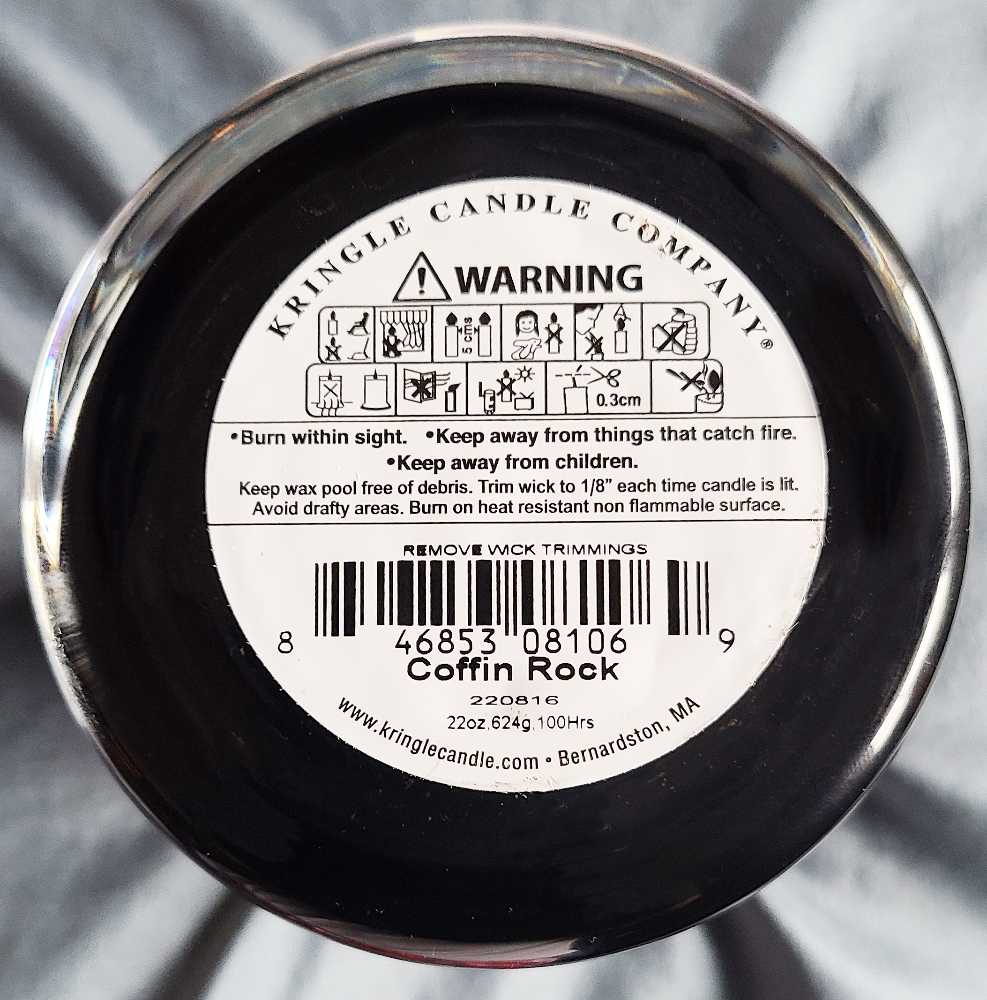 KRINGLE CANDLE COMPANY®
WARNING
5 cms
0.3cm
•Burn within sight. •Keep away from things that catch fire.
•Keep away from children.
Keep wax pool free of debris. Trim wick to 1/8” each time candle is lit.
Avoid drafty areas. Burn on heat resistant non flammable surface.
REMOVE WICK TRIMMINGS
8 46853 08106 9
Coffin Rock
220816
22oz,624g,100Hrs
www.kringlecandle.com • Bernardston, MA